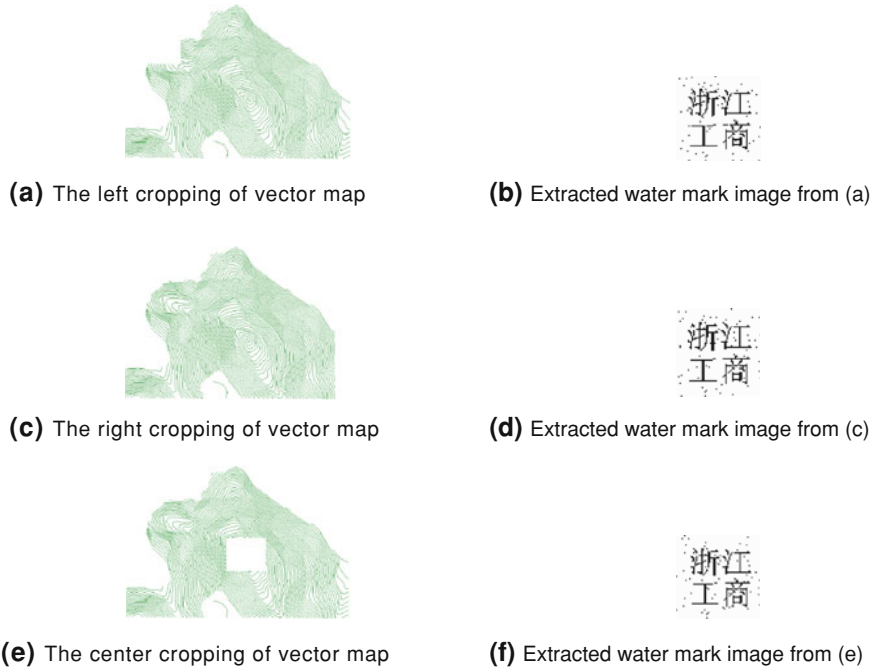 浙江
工商
(a) The left cropping of vector map
(b) Extracted water mark image from (a)
浙江
工商
(c) The right cropping of vector map
(d) Extracted water mark image from (c)
浙江
工商
(e) The center cropping of vector map
(f) Extracted water mark image from (e)